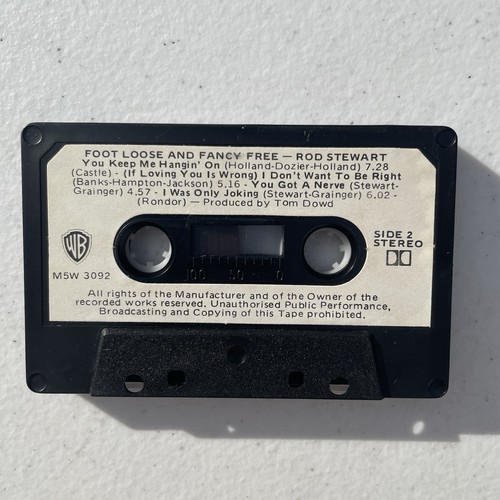 FOOT LOOSE AND FANCY FREE — ROD STEWART
You Keep Me Hangin' On (Holland-Dozier-Holland) 7.28
(Castle) - (If Loving You Is Wrong) I Don't Want To Be Right
(Banks-Hampton-Jackson) 5.16 - You Got A Nerve (Stewart-
Grainger) 4.57 - I Was Only Joking (Stewart-Grainger) 6.02 -
(Rondor) — Produced by Tom Dowd
WB
SIDE 2
STEREO
M5W 3092
100 50 0
All rights of the Manufacturer and of the Owner of the
recorded works reserved. Unauthorised Public Performance,
Broadcasting and Copying of this Tape prohibited.